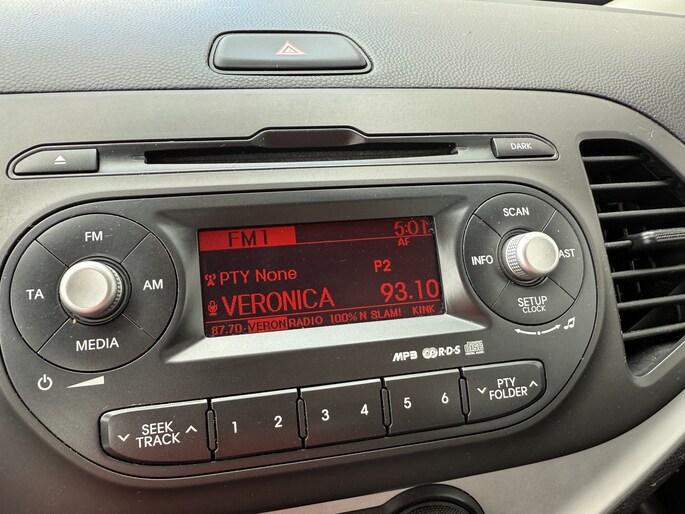 DARK
FM
AM
TA
MEDIA
FM1 5:01
AF
PTY None P2
VERONICA 93.10
87.70 VERON RADIO 100%N SLAM! KINK
SCAN
INFO
AST
SETUP
CLOCK
MP3 R·D·S
SEEK
TRACK
1 2 3 4 5 6
PTY
FOLDER